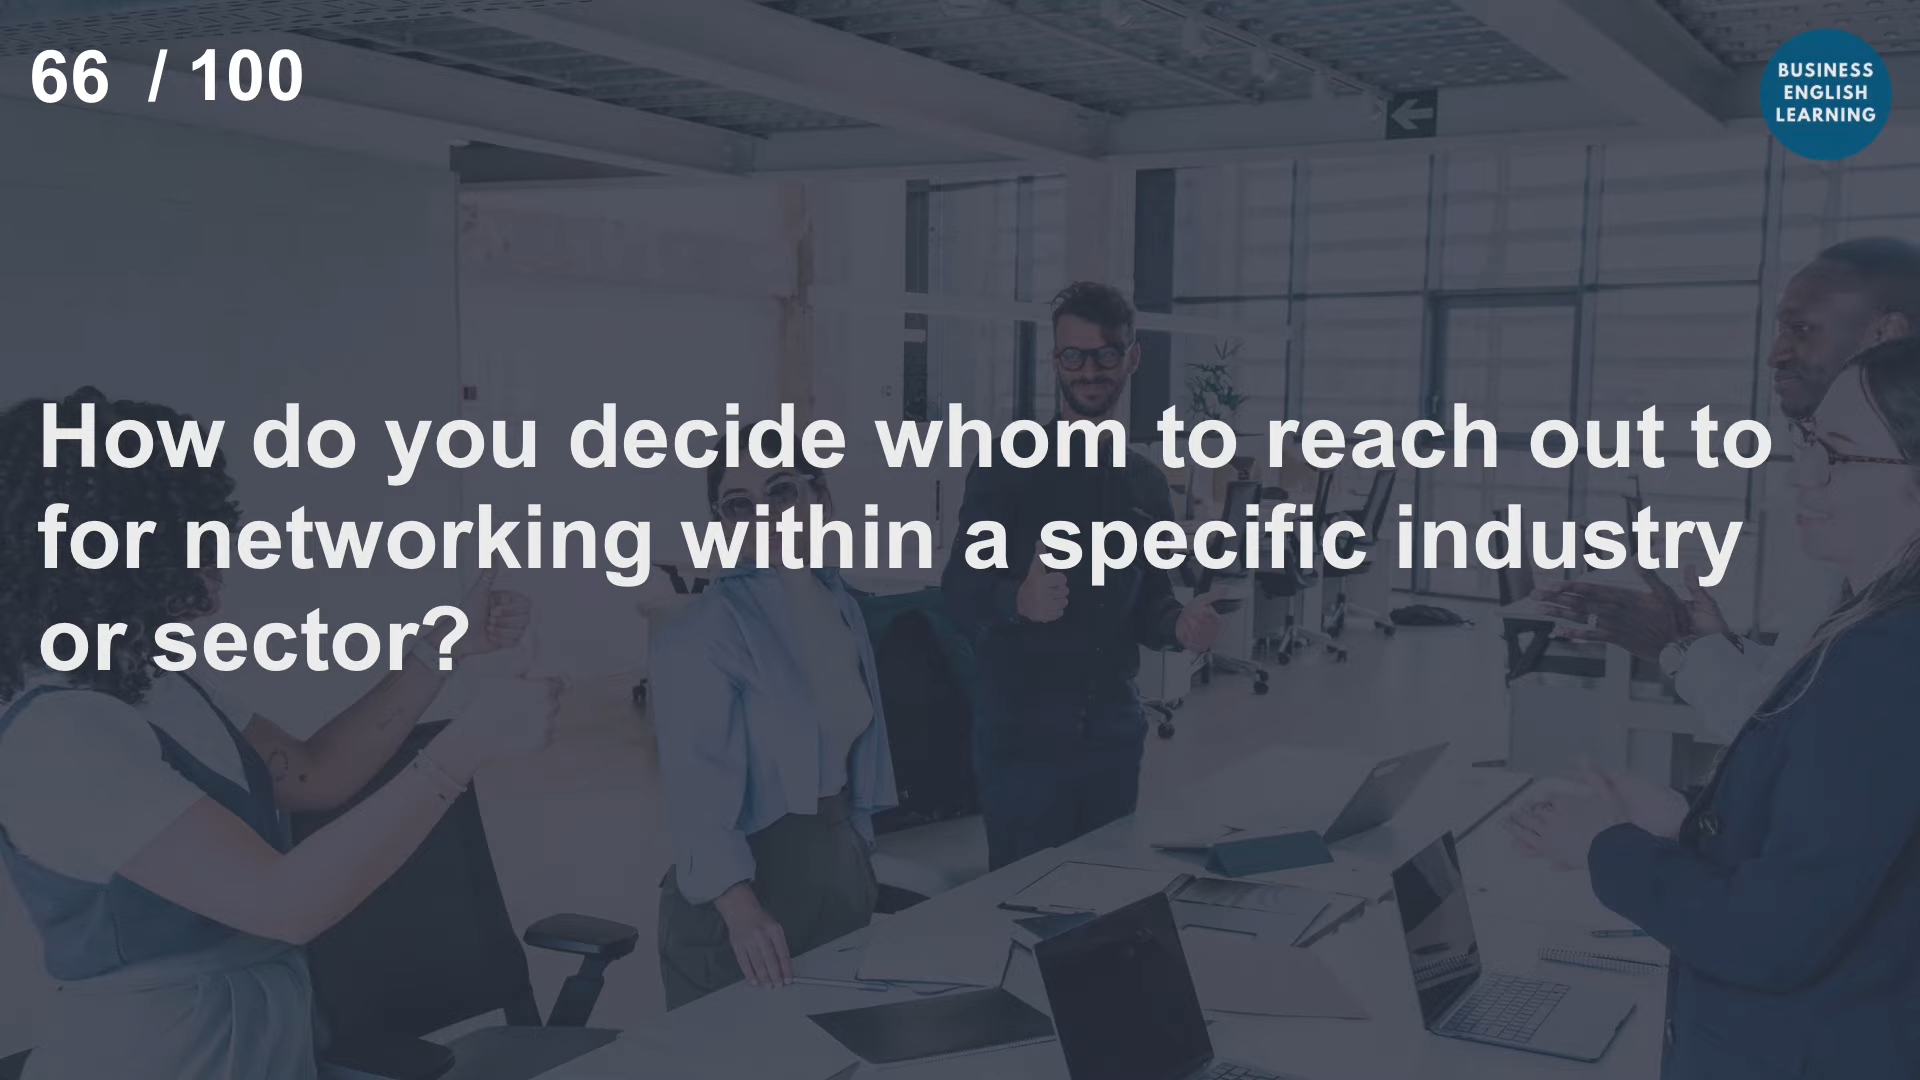 66 / 100
BUSINESS
ENGLISH
LEARNING
How do you decide whom to reach out to
for networking within a specific industry
or sector?